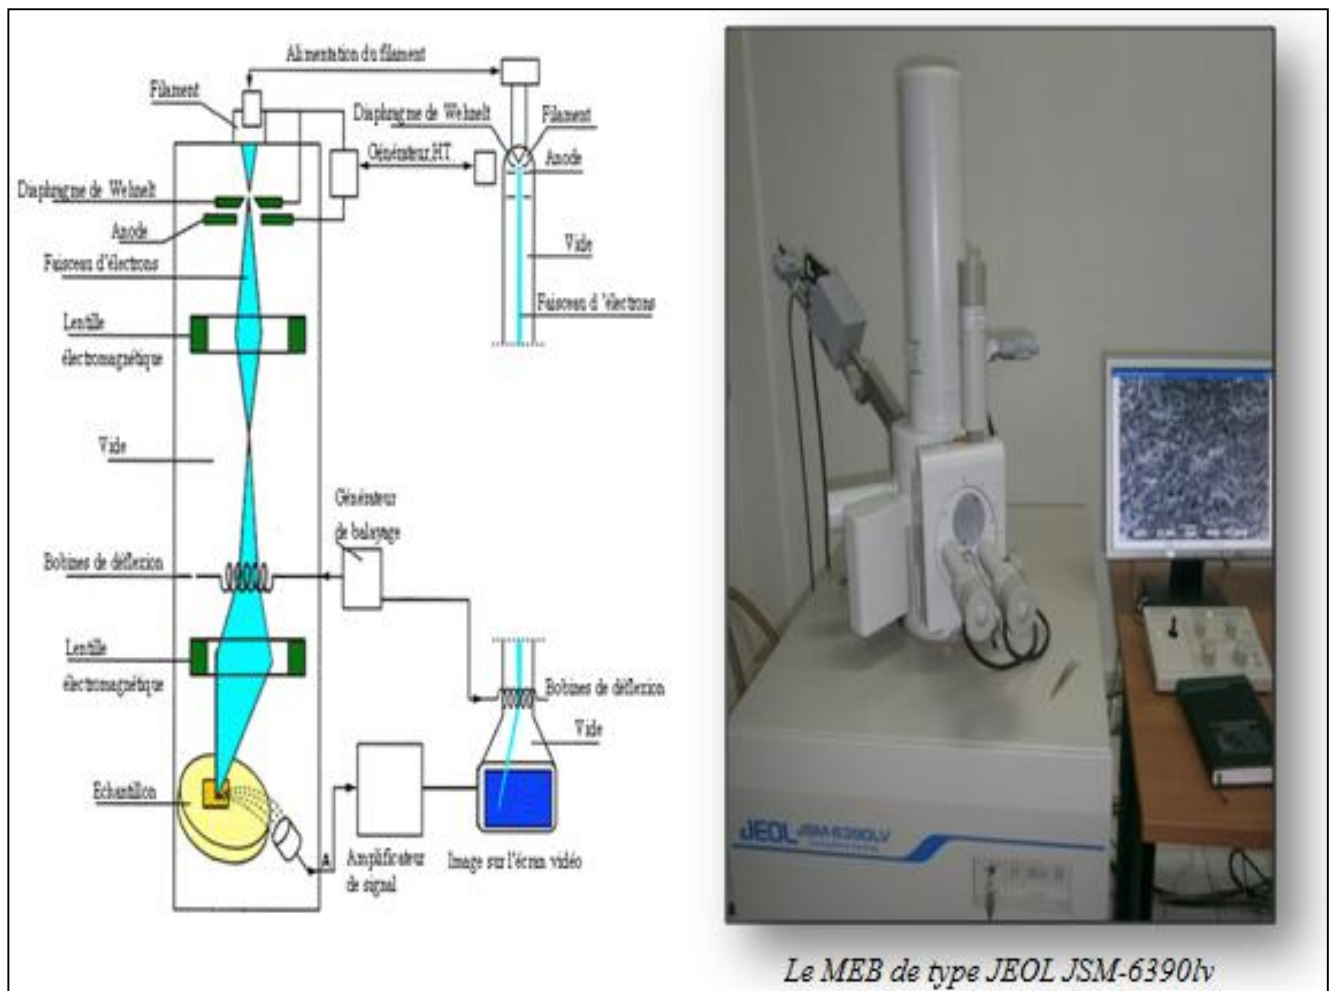 Alimentation du filament
Filament
Diaphragme de Wehnelt
Filament
Générateur HT
Anode
Diaphragme de Wehnelt
Anode
Vide
Faisceau d'électrons
Faisceau d'électrons
Lentille
électromagnétique
Vide
Générateur
de balayage
Bobines de déflexion
Lentille
électromagnétique
Bobines de déflexion
Vide
Echantillon
A
Amplificateur
de signal
Image sur l'écran vidéo
JEOL JSM-6390LV
Le MEB de type JEOL JSM-6390lv